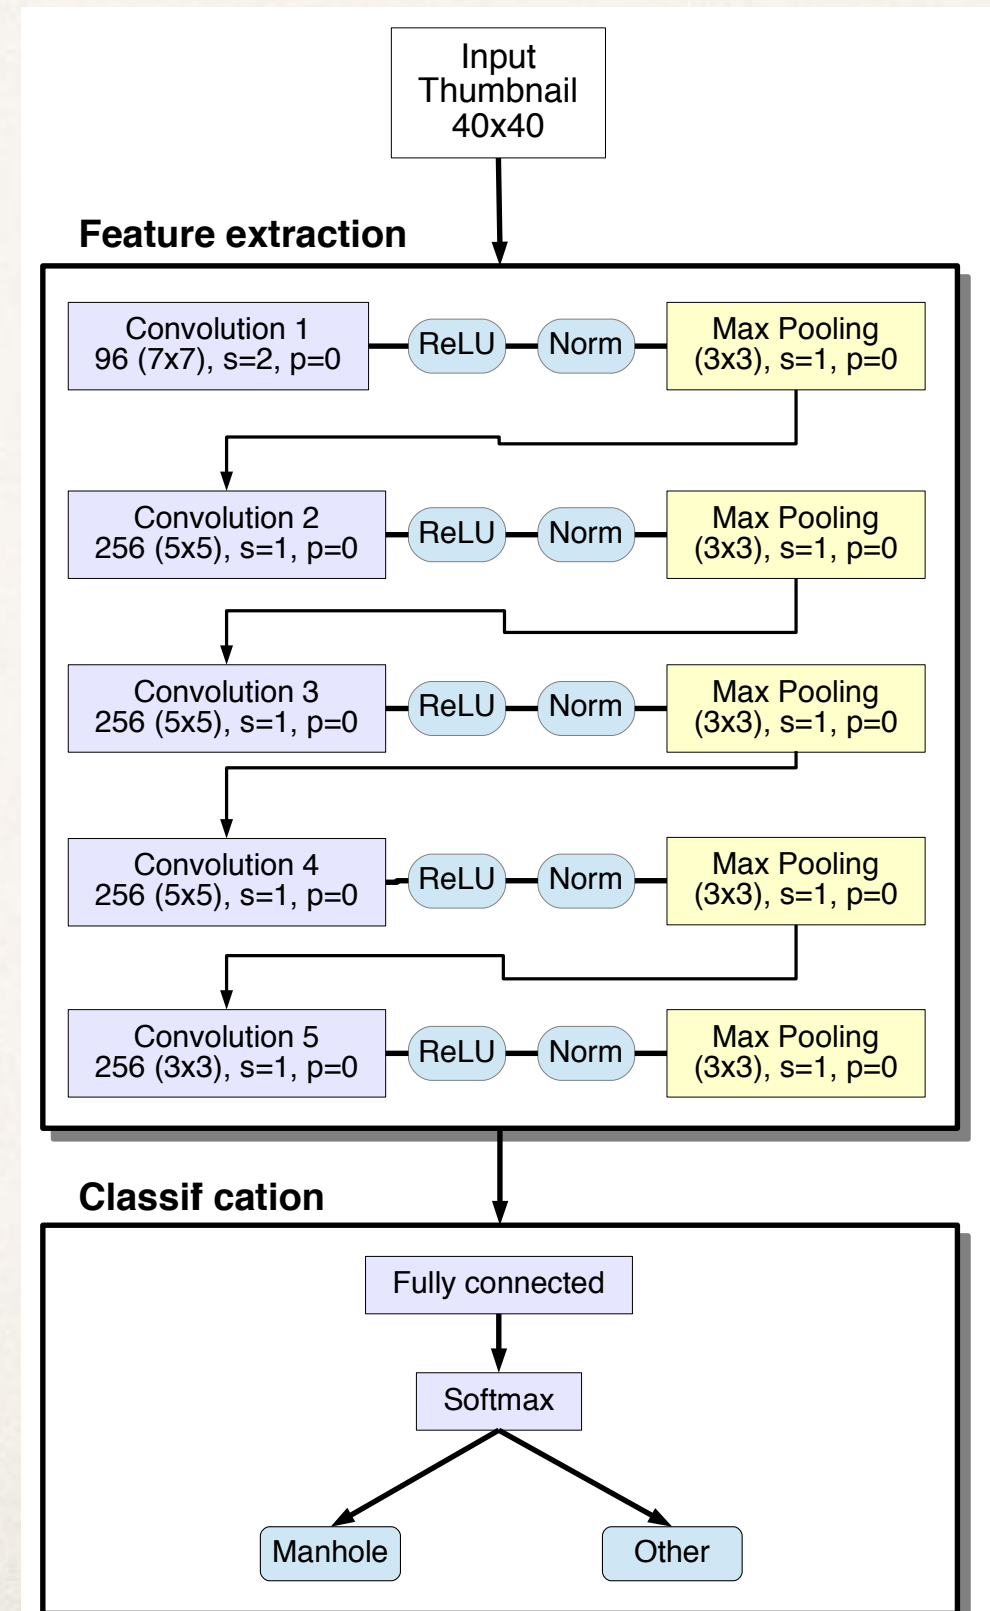 Input
Thumbnail
40x40
Feature extraction
Convolution 1
96 (7x7), s=2, p=0
ReLU
Norm
Max Pooling
(3x3), s=1, p=0
Convolution 2
256 (5x5), s=1, p=0
ReLU
Norm
Max Pooling
(3x3), s=1, p=0
Convolution 3
256 (5x5), s=1, p=0
ReLU
Norm
Max Pooling
(3x3), s=1, p=0
Convolution 4
256 (5x5), s=1, p=0
ReLU
Norm
Max Pooling
(3x3), s=1, p=0
Convolution 5
256 (3x3), s=1, p=0
ReLU
Norm
Max Pooling
(3x3), s=1, p=0
Classif cation
Fully connected
Softmax
Manhole
Other